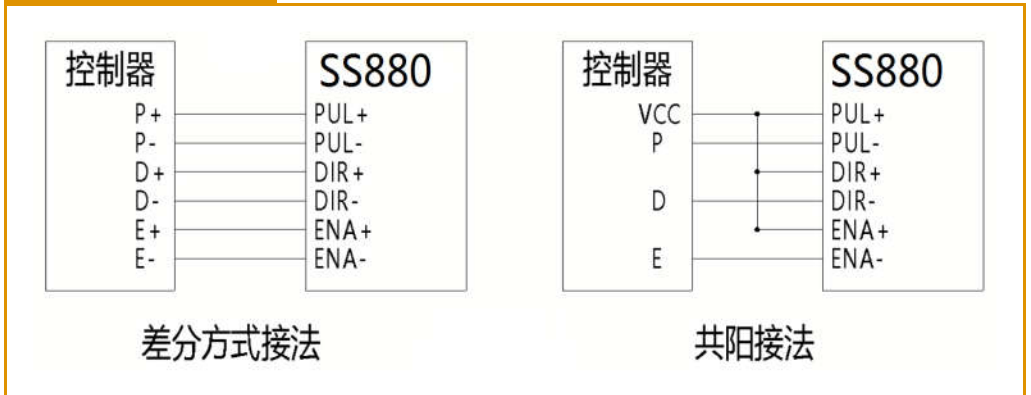 控制器
P+
P-
D+
D-
E+
E-
SS880
PUL+
PUL-
DIR+
DIR-
ENA+
ENA-
差分方式接法
控制器
VCC
P
D
E
SS880
PUL+
PUL-
DIR+
DIR-
ENA+
ENA-
共阳接法